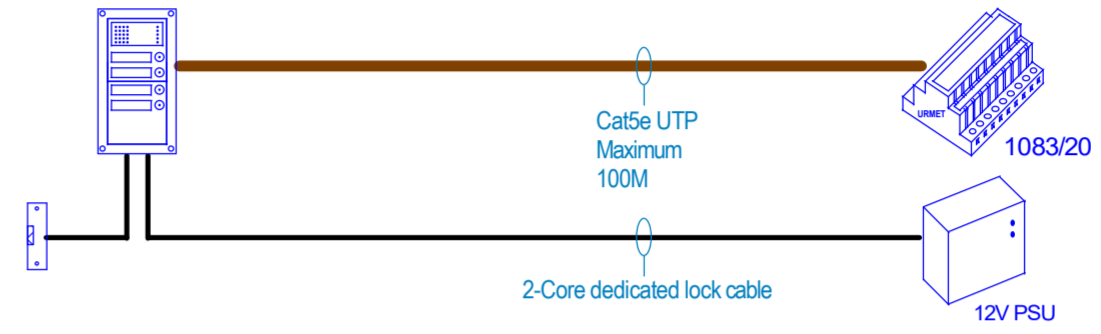 Cat5e UTP
Maximum
100M
URMET
1083/20
2-Core dedicated lock cable
12V PSU